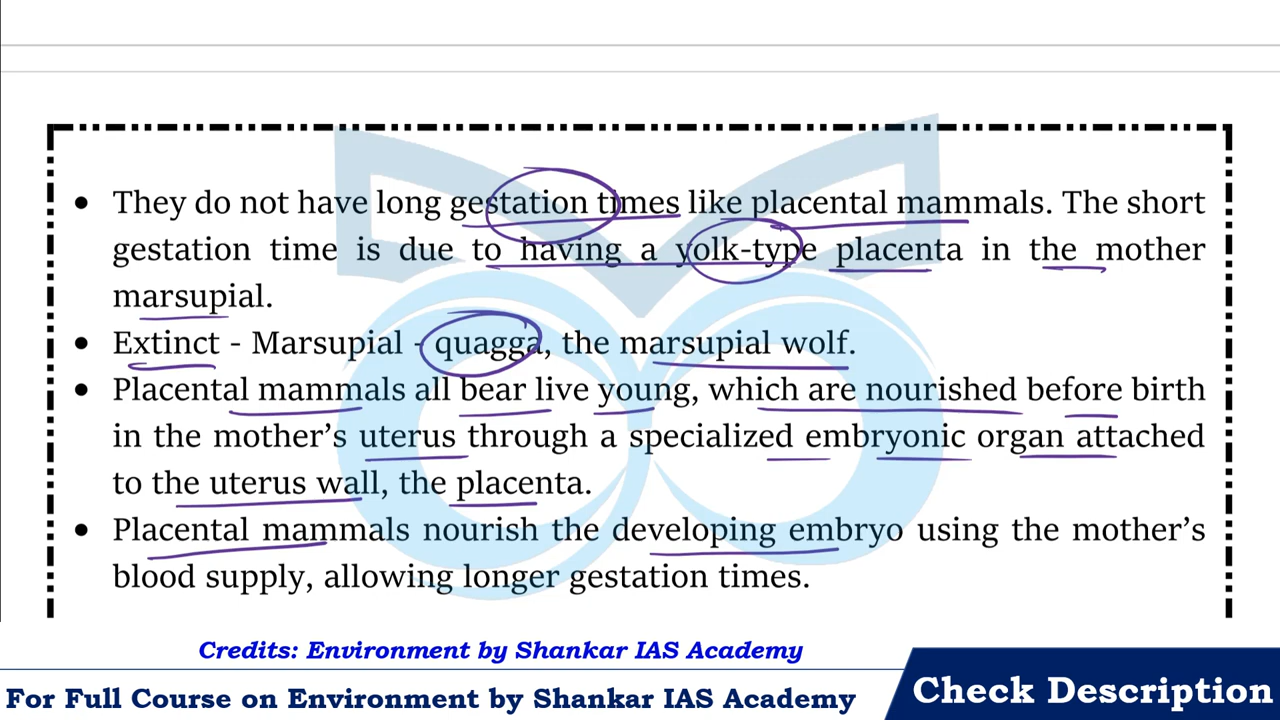 • They do not have long gestation times like placental mammals. The short
gestation time is due to having a yolk-type placenta in the mother
marsupial.
• Extinct - Marsupial - quagga, the marsupial wolf.
• Placental mammals all bear live young, which are nourished before birth
in the mother’s uterus through a specialized embryonic organ attached
to the uterus wall, the placenta.
• Placental mammals nourish the developing embryo using the mother’s
blood supply, allowing longer gestation times.
Credits: Environment by Shankar IAS Academy
For Full Course on Environment by Shankar IAS Academy
Check Description